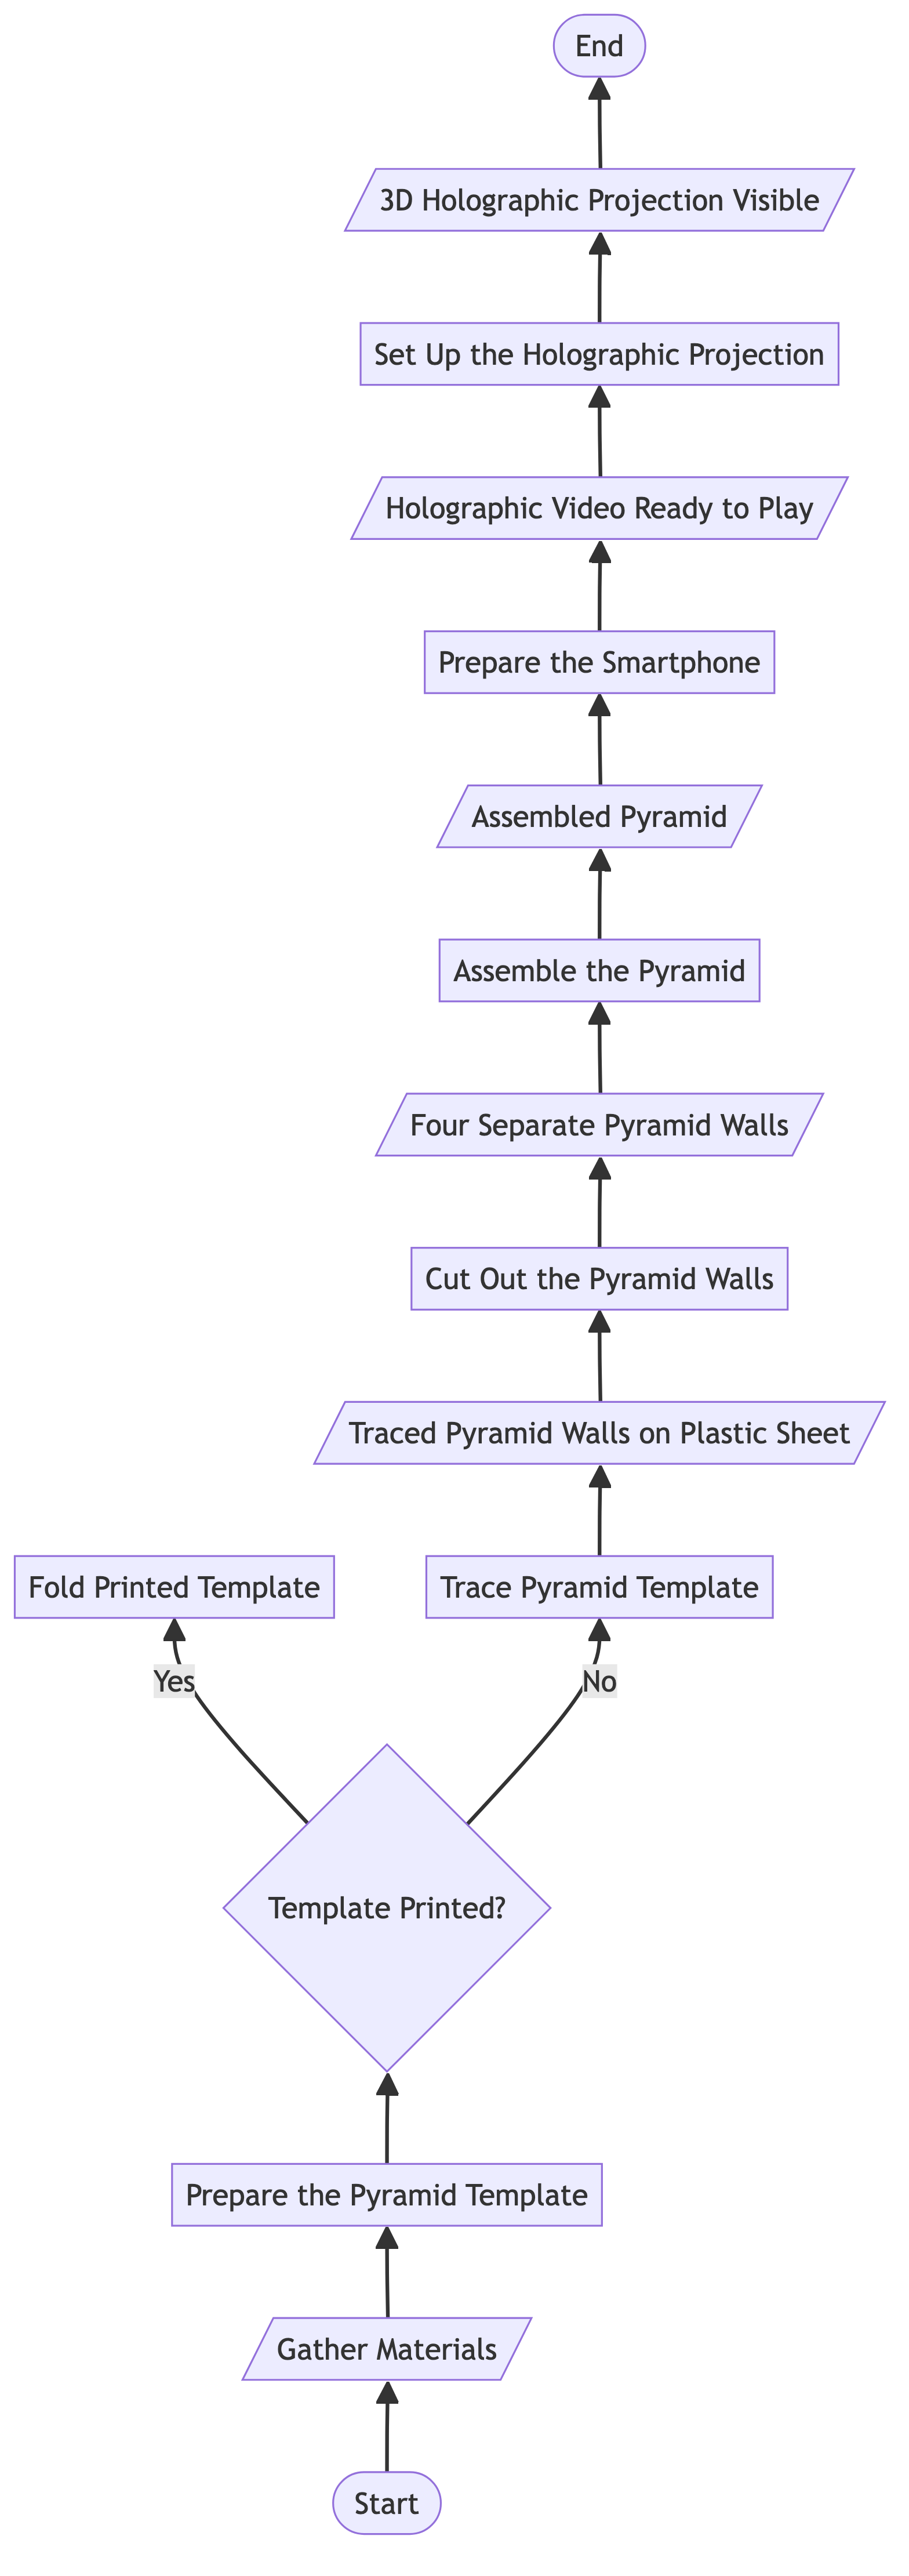 End
3D Holographic Projection Visible
Set Up the Holographic Projection
Holographic Video Ready to Play
Prepare the Smartphone
Assembled Pyramid
Assemble the Pyramid
Four Separate Pyramid Walls
Cut Out the Pyramid Walls
Traced Pyramid Walls on Plastic Sheet
Fold Printed Template
Trace Pyramid Template
Yes
No
Template Printed?
Prepare the Pyramid Template
Gather Materials
Start